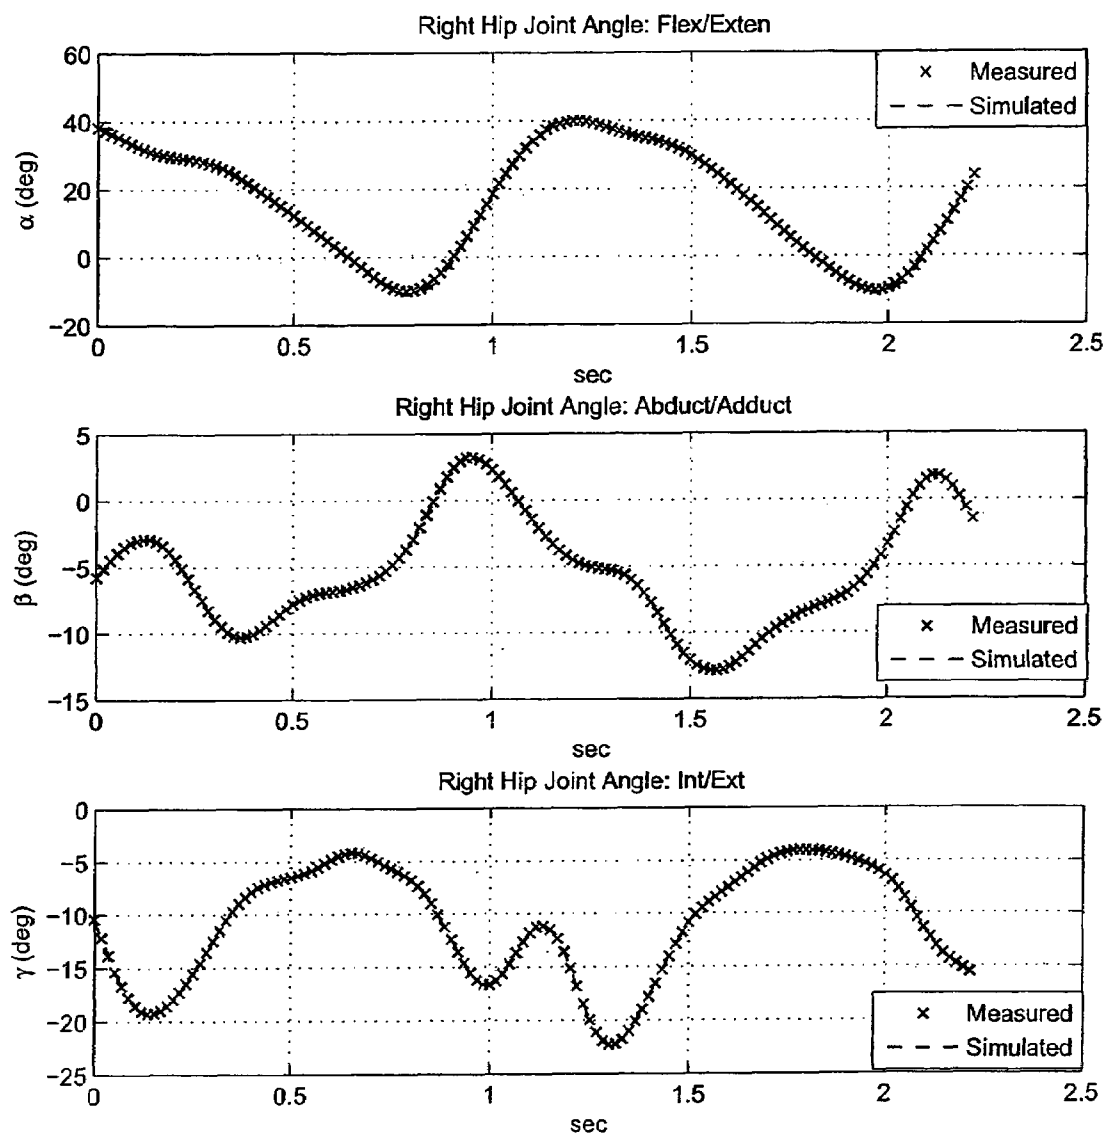 Right Hip Joint Angle: Flex/Exten
60
40
20
0
−20
α (deg)
Measured
Simulated
0 0.5 1 1.5 2 2.5
sec
Right Hip Joint Angle: Abduct/Adduct
5
0
−5
−10
−15
β (deg)
Measured
Simulated
0 0.5 1 1.5 2 2.5
sec
Right Hip Joint Angle: Int/Ext
0
−5
−10
−15
−20
−25
γ (deg)
Measured
Simulated
0 0.5 1 1.5 2 2.5
sec